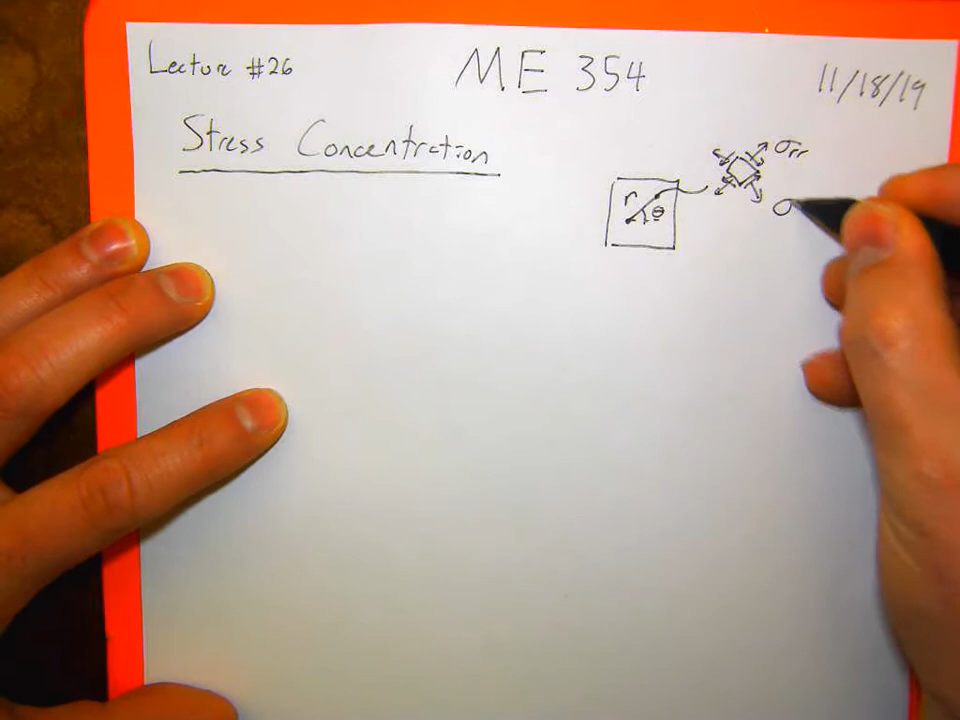 Lecture #26 ME 354 11/18/19
Stress Concentration
σrr
r θ
σ